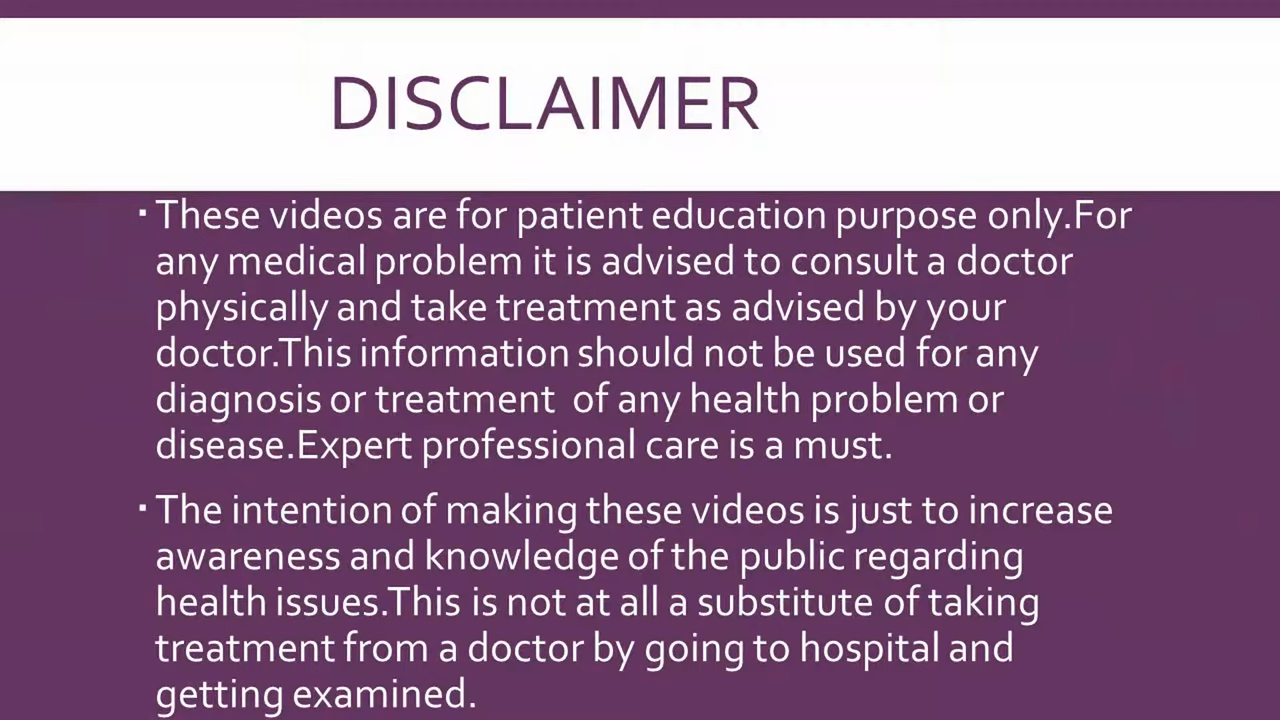 DISCLAIMER
▪ These videos are for patient education purpose only.For
any medical problem it is advised to consult a doctor
physically and take treatment as advised by your
doctor.This information should not be used for any
diagnosis or treatment  of any health problem or
disease.Expert professional care is a must.
▪ The intention of making these videos is just to increase
awareness and knowledge of the public regarding
health issues.This is not at all a substitute of taking
treatment from a doctor by going to hospital and
getting examined.